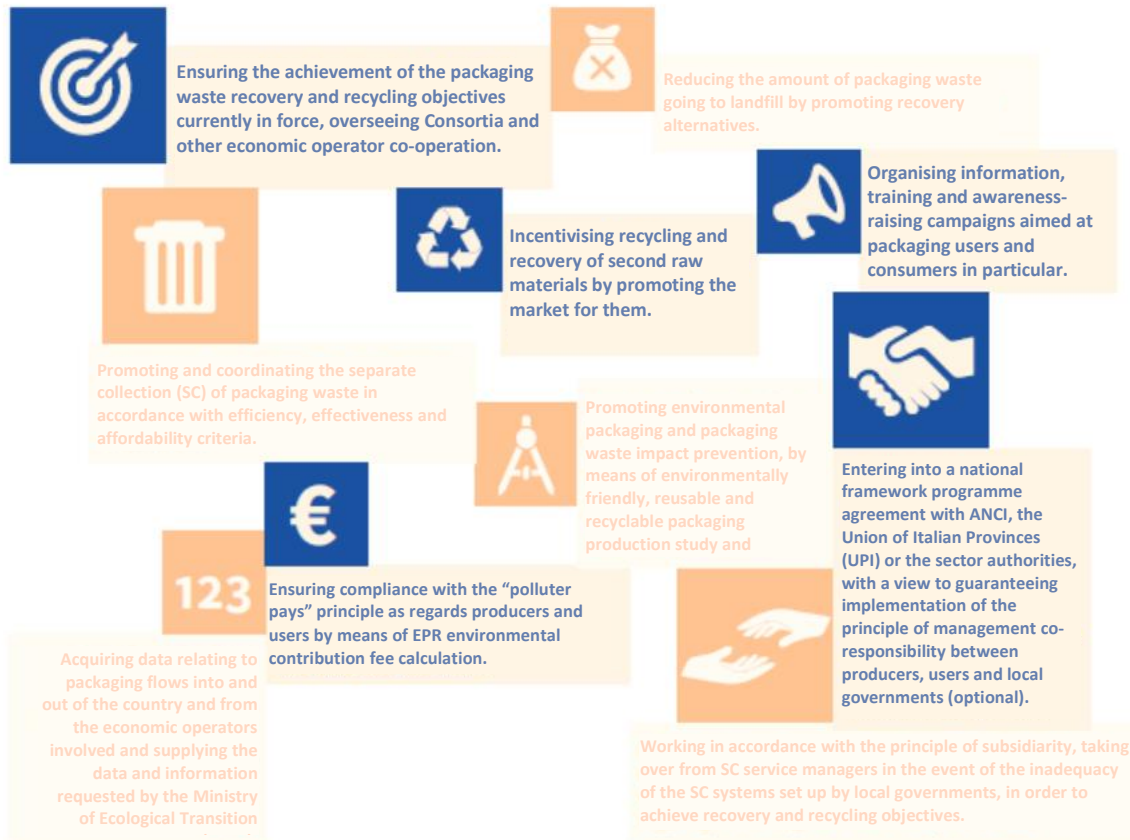 Ensuring the achievement of the packaging
waste recovery and recycling objectives
currently in force, overseeing Consortia and
other economic operator co-operation.
Reducing the amount of packaging waste
going to landfill by promoting recovery
alternatives.
Organising information,
training and awareness-
raising campaigns aimed at
packaging users and
consumers in particular.
Incentivising recycling and
recovery of second raw
materials by promoting the
market for them.
Promoting and coordinating the separate
collection (SC) of packaging waste in
accordance with efficiency, effectiveness and
affordability criteria.
Promoting environmental
packaging and packaging
waste impact prevention, by
means of environmentally
friendly, reusable and
recyclable packaging
production study and
Entering into a national
framework programme
agreement with ANCI, the
Union of Italian Provinces
(UPI) or the sector authorities,
with a view to guaranteeing
implementation of the
principle of management co-
responsibility between
producers, users and local
governments (optional).
€
Ensuring compliance with the “polluter
pays” principle as regards producers and
users by means of EPR environmental
contribution fee calculation.
123
Acquiring data relating to
packaging flows into and
out of the country and from
the economic operators
involved and supplying the
data and information
requested by the Ministry
of Ecological Transition
Working in accordance with the principle of subsidiarity, taking
over from SC service managers in the event of the inadequacy
of the SC systems set up by local governments, in order to
achieve recovery and recycling objectives.